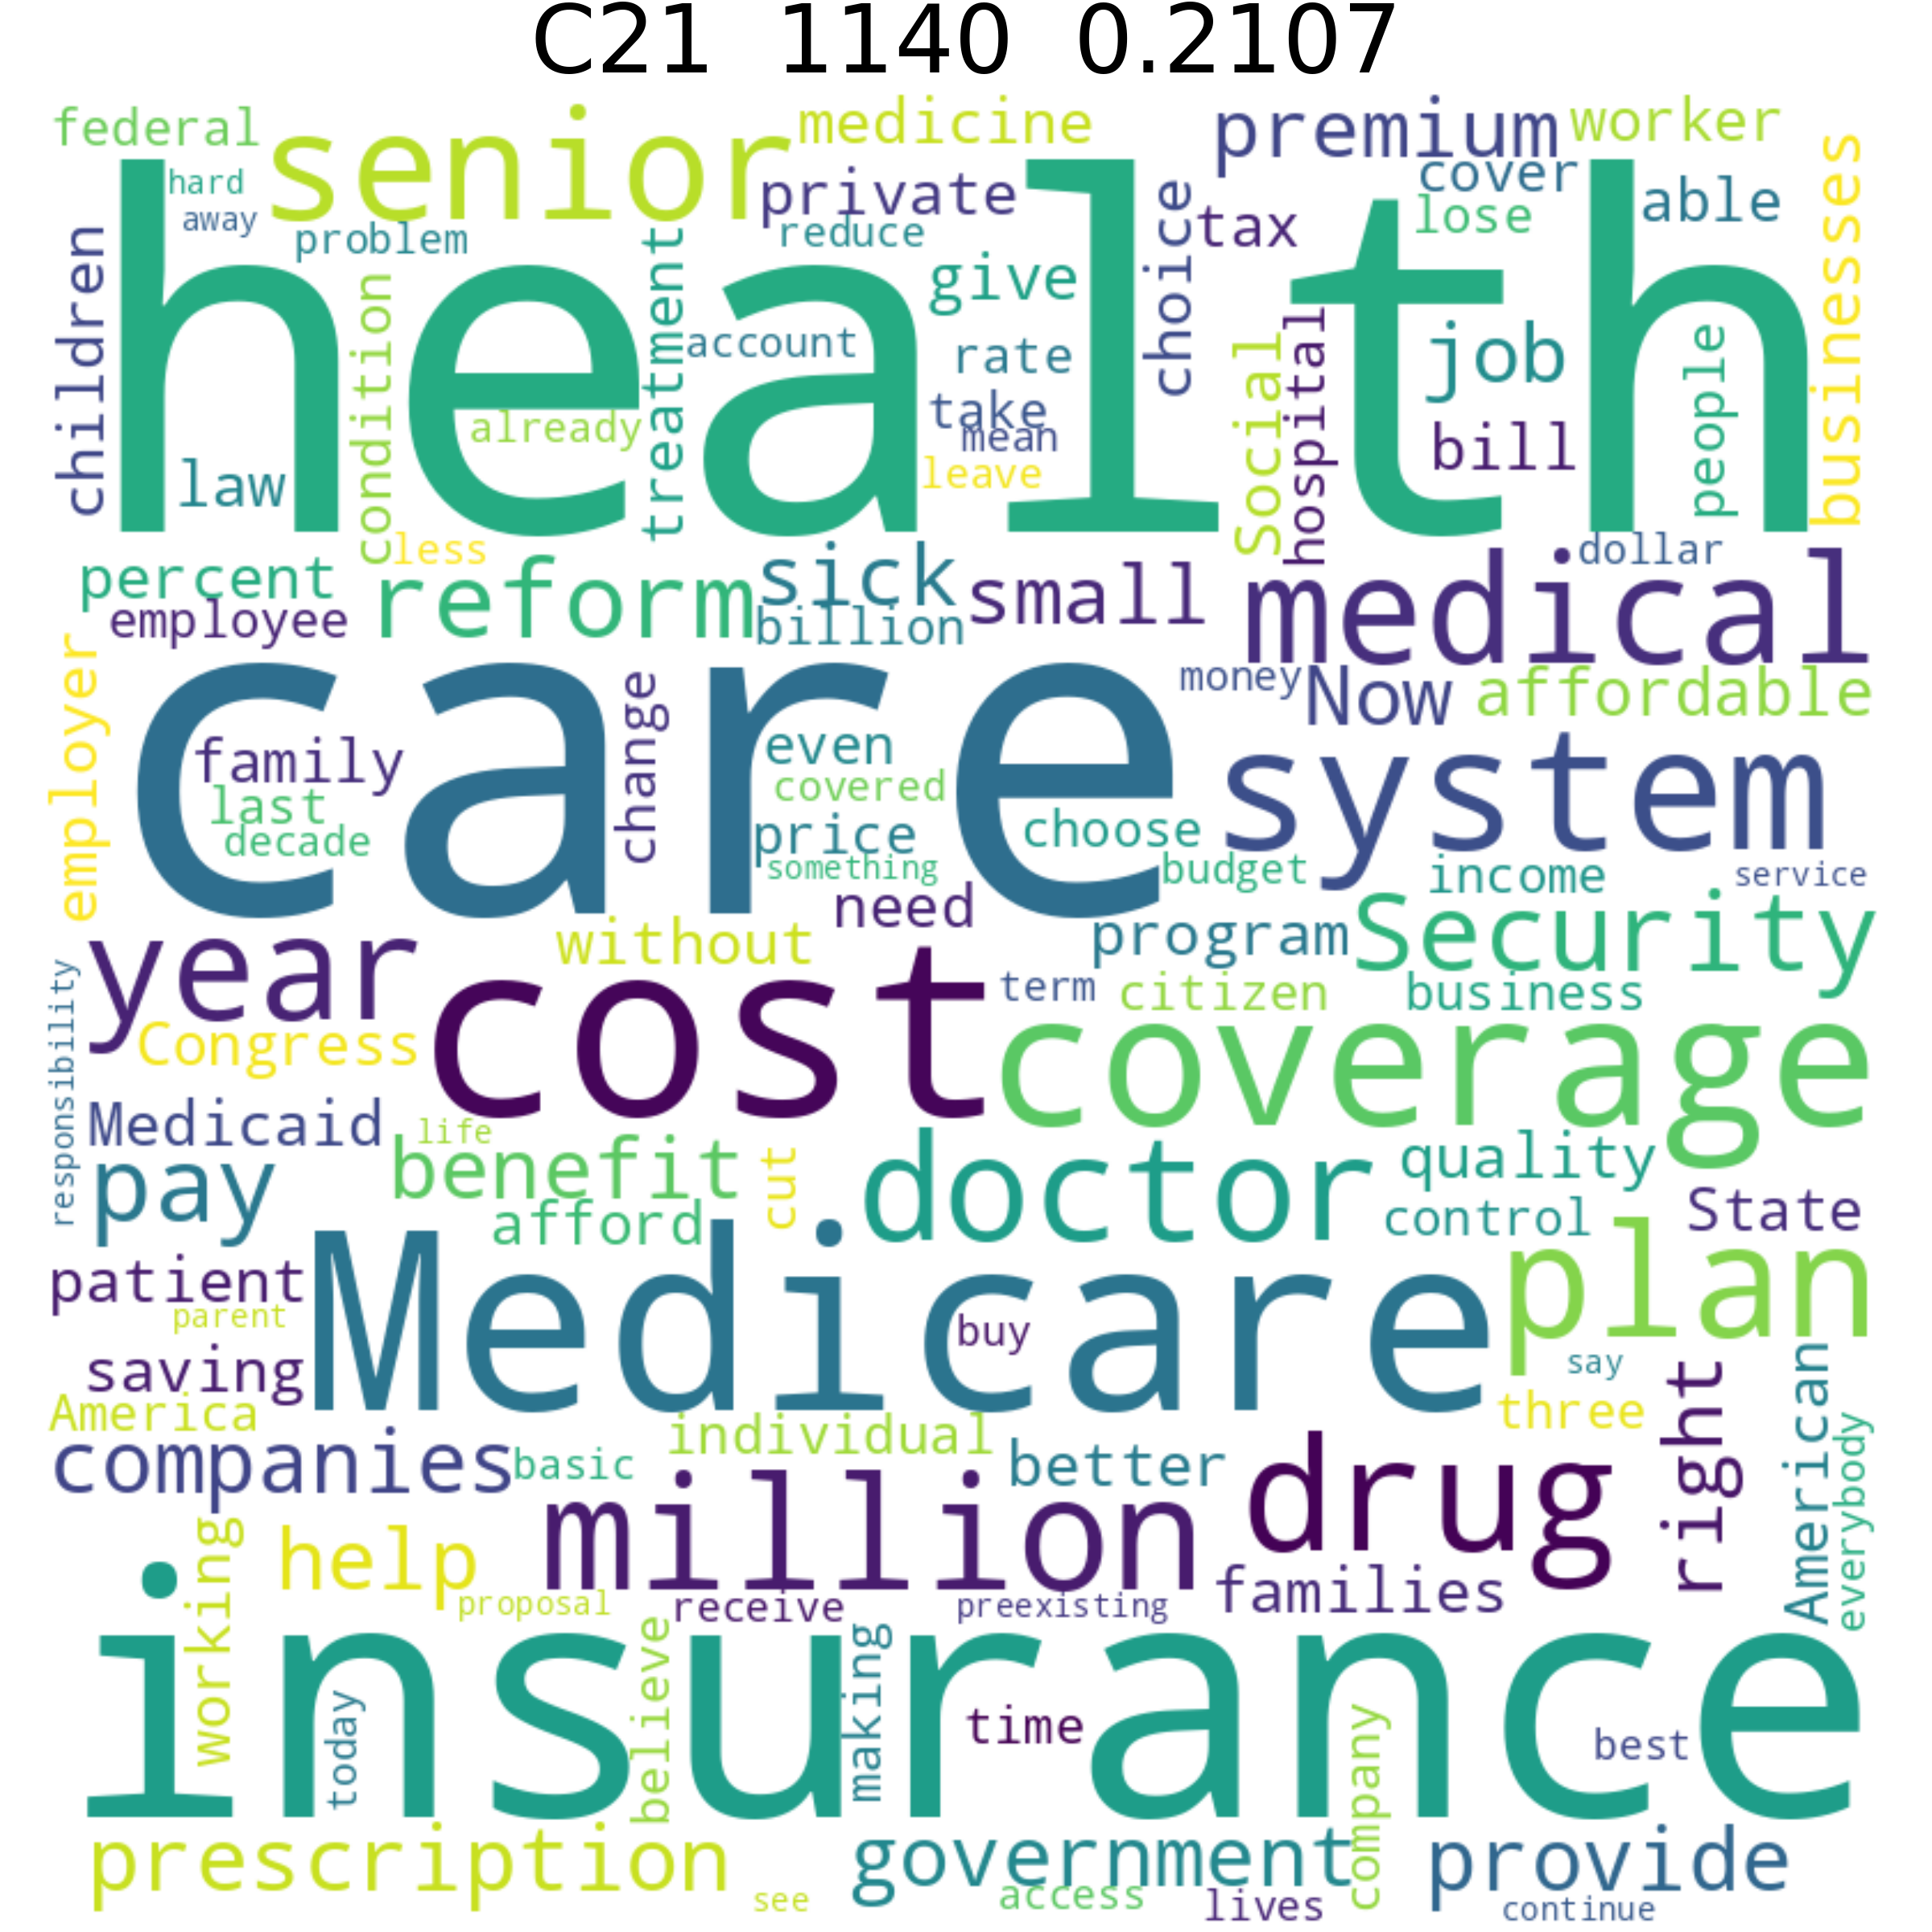 C21 1140 0.2107
federal
senior
medicine
premium
worker
hard
private
cover
able
businesses
away
problem
reduce
choice
tax
lose
children
health
condition
treatment
give
account
rate
job
people
Social
hospital
already
take
mean
bill
law
leave
less
dollar
percent
reform
sick
small
medical
employee
billion
employer
care
change
money
Now
affordable
family
even
system
last
covered
decade
price
choose
something
budget
income
service
need
year
without
program
Security
responsibility
cost
term
citizen
business
Congress
coverage
Medicaid
life
benefit
cut
doctor
quality
pay
afford
control
State
patient
Medicare
plan
parent
buy
saving
say
right
American
America
three
individual
everybody
companies
basic
better
drug
million
working
help
families
proposal
receive
preexisting
insurance
believe
making
today
time
company
best
prescription
government
provide
see
access
lives
continue